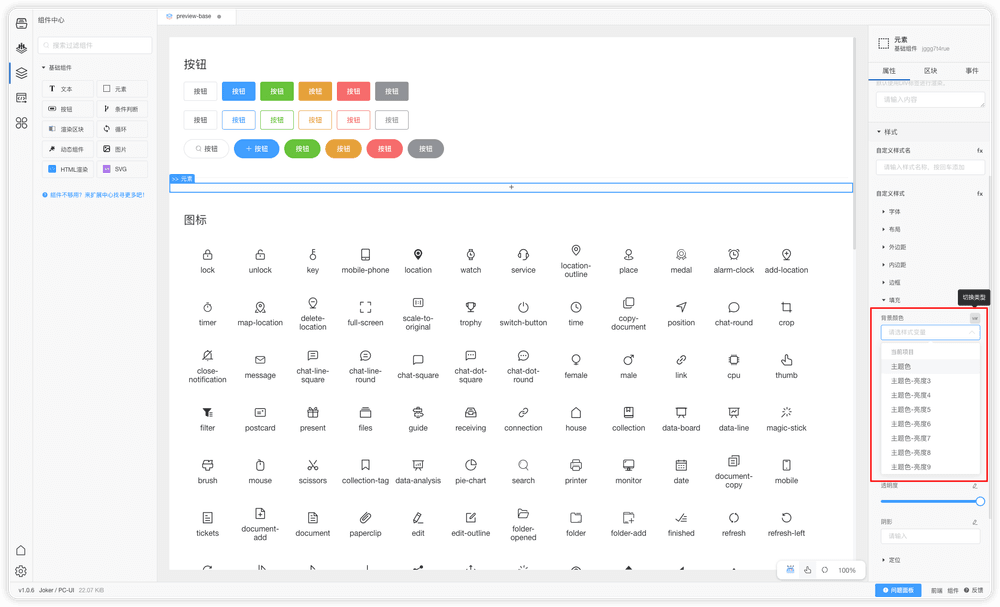 组件中心
搜索过滤组件
基础组件
文本
元素
按钮
条件判断
渲染区块
循环
动态组件
图片
HTML渲染
SVG
组件不够用？来扩展中心找寻更多吧!
v1.0.6 Joker / PC-UI 22.07 KiB
preview-base
按钮
按钮 按钮 按钮 按钮 按钮 按钮
按钮 按钮 按钮 按钮 按钮 按钮
按钮 按钮 按钮 按钮 按钮 按钮
>> 元素
图标
lock unlock key mobile-phone location watch service location-outline place medal alarm-clock add-location
timer map-location delete-location full-screen scale-to-original trophy switch-button time copy-document position chat-round crop
close-notification message chat-line-square chat-line-round chat-square chat-dot-square chat-dot-round female male link cpu thumb
filter postcard present files guide receiving connection house collection data-board data-line magic-stick
brush mouse scissors collection-tag data-analysis pie-chart search printer monitor date document-copy mobile
tickets document-add document paperclip edit edit-outline folder-opened folder folder-add finished refresh refresh-left
100%
元素
基础组件 jggg7t4rue
属性 区块 事件
请输入内容
样式
自定义样式名 fx
请输入样式名称，按回车添加
自定义样式 fx
字体
布局
外边距
内边距
边框
填充
切换类型
背景颜色
请选样式变量
当前项目
主题色
主题色-亮度3
主题色-亮度4
主题色-亮度5
主题色-亮度6
主题色-亮度7
主题色-亮度8
主题色-亮度9
透明度
阴影
请输入
定位
问题面板 前端 组件 反馈